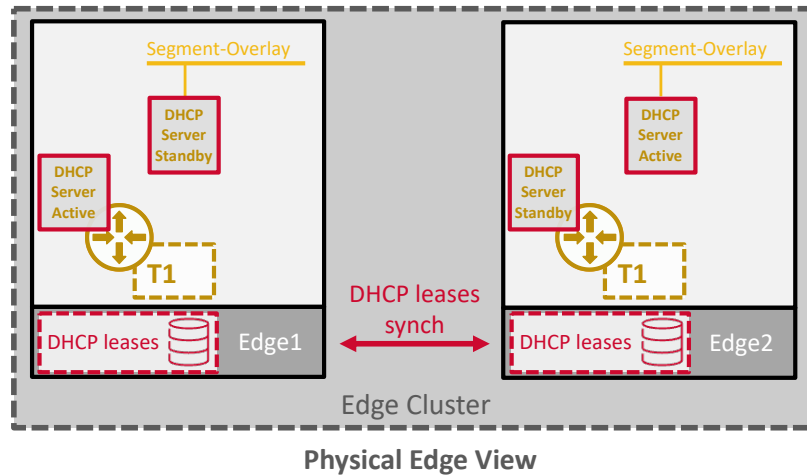 Segment-Overlay
DHCP
Server
Standby
DHCP
Server
Active
T1
DHCP leases
Edge1
DHCP leases
synch
Segment-Overlay
DHCP
Server
Active
DHCP
Server
Standby
T1
DHCP leases
Edge2
Edge Cluster
Physical Edge View